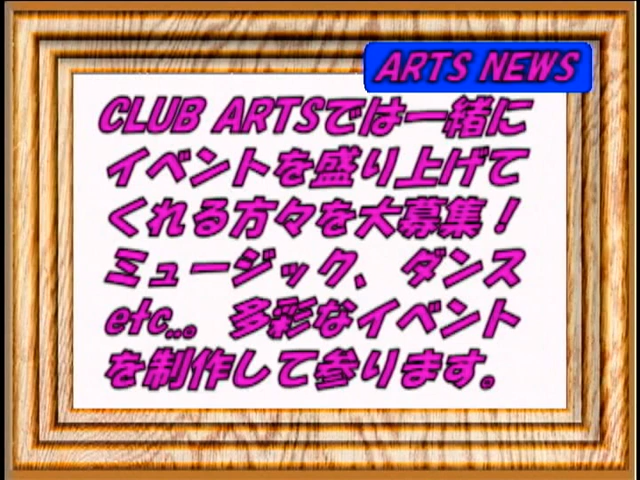 ARTS NEWS
CLUB ARTSでは一緒に
イベントを盛り上げて
くれる方々を大募集！
ミュージック、ダンス
etc...。多彩なイベント
を制作して参ります。